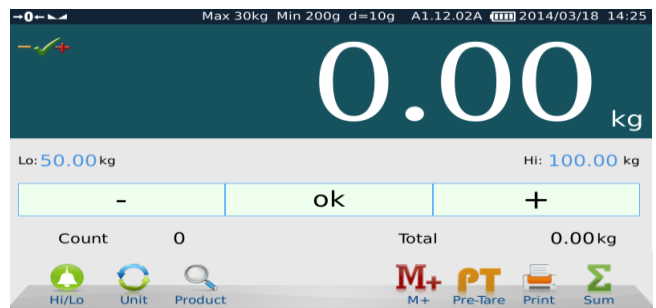 →0← Max 30kg Min 200g d=10g A1.12.02A 2014/03/18 14:25
0.00 kg
Lo: 50.00 kg Hi: 100.00 kg
- ok +
Count 0 Total 0.00kg
M+ PT Σ
Hi/Lo Unit Product M+ Pre-Tare Print Sum